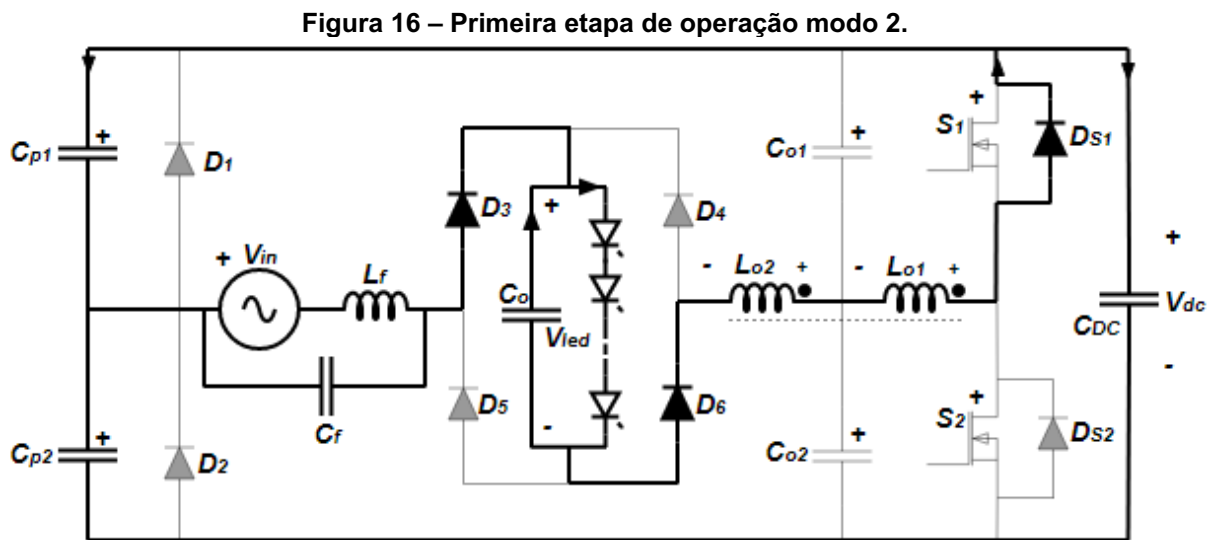 Figura 16 – Primeira etapa de operação modo 2.
+ S1 DS1
Cp1 + D1 Co1 +
D3 + D4
+ Vin Lf - Lo2 + - Lo1 + +
Co Vled CDC Vdc
-
Cf D5 - D6 S2 + DS2
Cp2 + D2 Co2 +